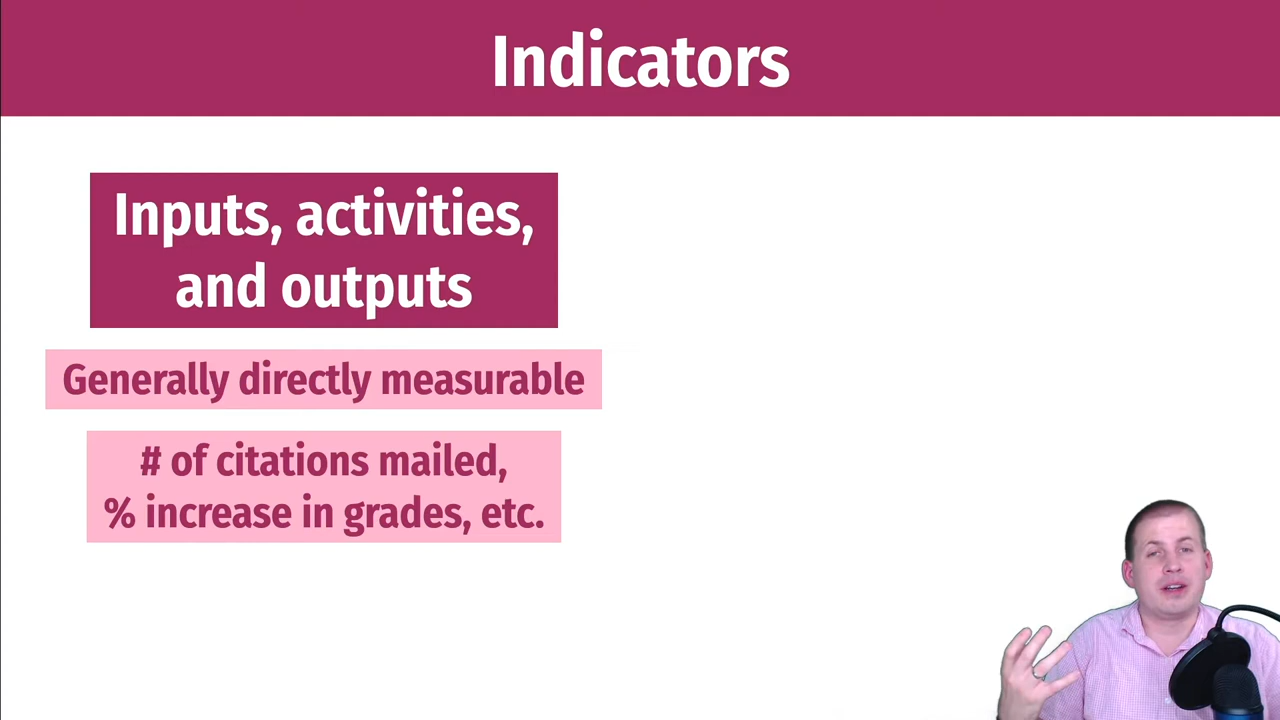 Indicators
Inputs, activities,
and outputs
Generally directly measurable
# of citations mailed,
% increase in grades, etc.